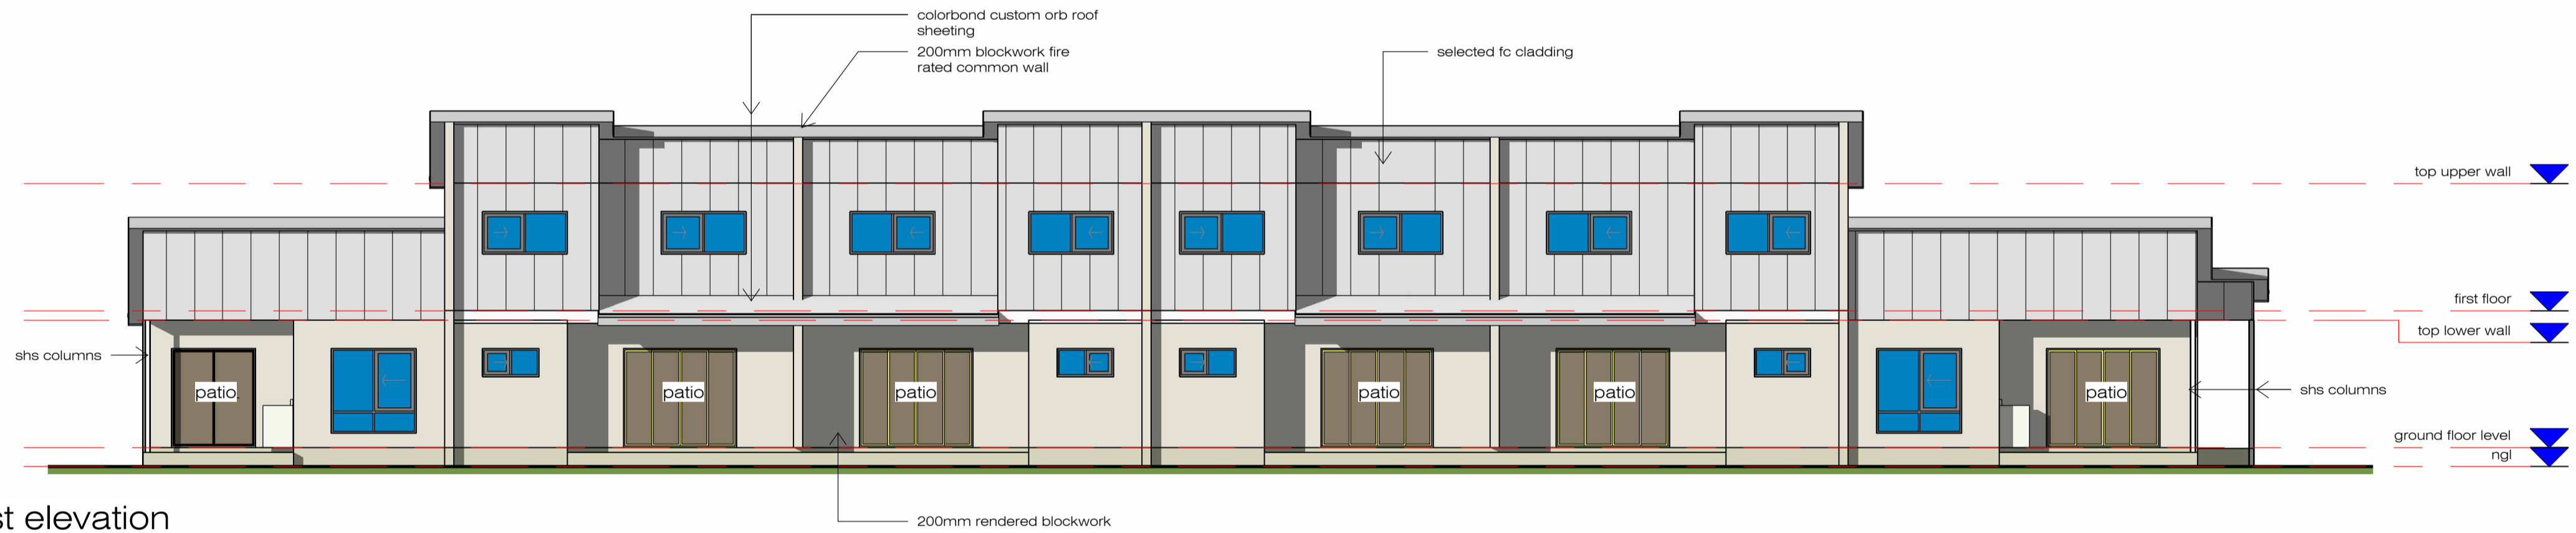 colorbond custom orb roof
sheeting
200mm blockwork fire
rated common wall
selected fc cladding
top upper wall
first floor
top lower wall
shs columns
patio
patio
patio
patio
patio
patio
shs columns
ground floor level
ngl
200mm rendered blockwork
st elevation